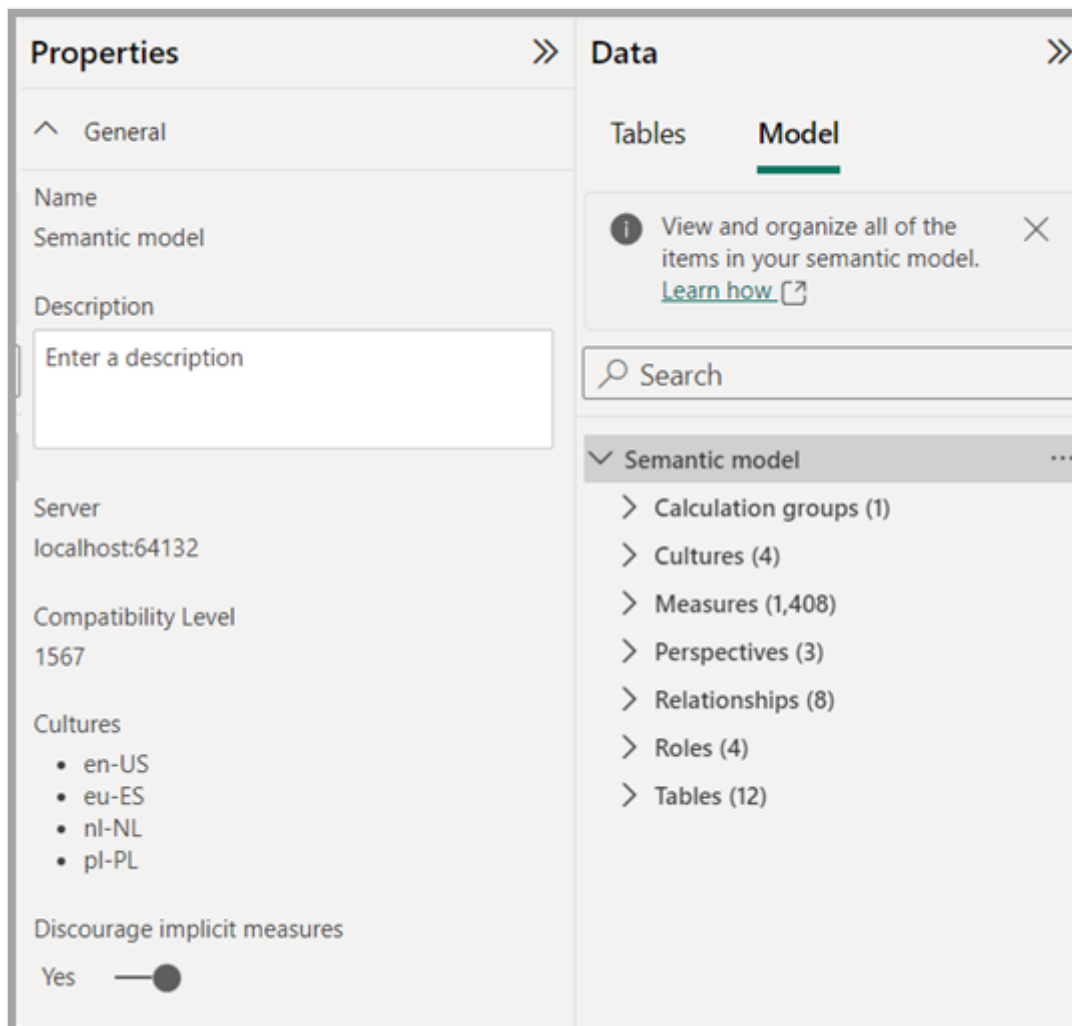 Properties
General
Name
Semantic model
Description
Enter a description
Server
localhost:64132
Compatibility Level
1567
Cultures
• en-US
• eu-ES
• nl-NL
• pl-PL
Discourage implicit measures
Yes
Data
Tables Model
View and organize all of the
items in your semantic model.
Learn how
Search
Semantic model
Calculation groups (1)
Cultures (4)
Measures (1,408)
Perspectives (3)
Relationships (8)
Roles (4)
Tables (12)